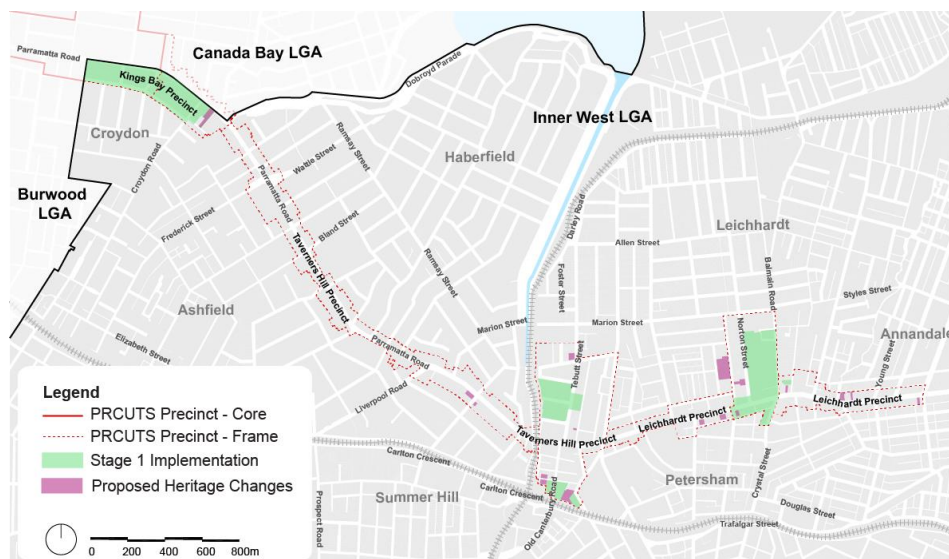 Canada Bay LGA
Parramatta Road
Kings Bay Precinct
Dobroyd Parade
Inner West LGA
Croydon
Croydon Road
Ramsay Street
Wattle Street
Haberfield
Parramatta Road
Burwood
LGA
Frederick Street
Bland Street
Darley Road
Leichhardt
Allen Street
Balmain Road
Taverners Hill Precinct
Ramsay Street
Foster Street
Styles Street
Ashfield
Marion Street
Marion Street
Norton Street
Annandale
Elizabeth Street
Parramatta Road
Tebutt Street
Young Street
Liverpool Road
Leichhardt Precinct
Leichhardt Precinct
Taverners Hill Precinct
Carlton Crescent
Carlton Crescent
Summer Hill
Old Canterbury Road
Petersham
Crystal Street
Douglas Street
Prospect Road
Trafalgar Street
Legend
PRCUTS Precinct - Core
PRCUTS Precinct - Frame
Stage 1 Implementation
Proposed Heritage Changes
0 200 400 600 800m